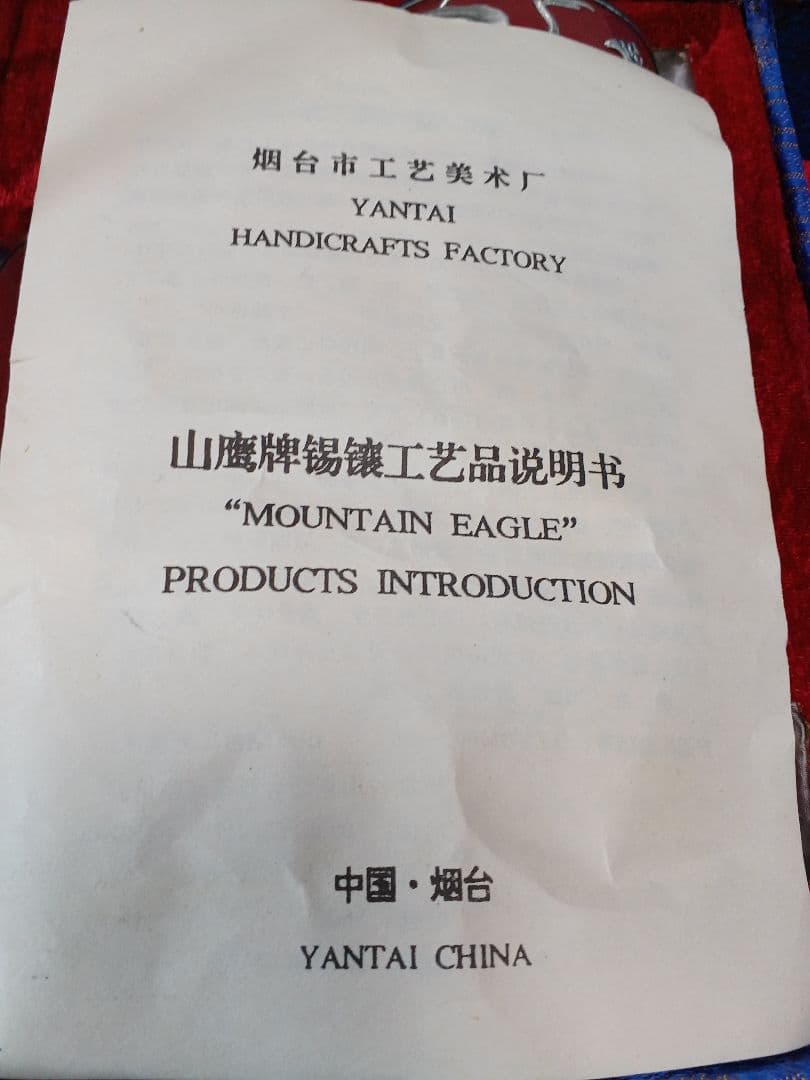 烟台市工艺美术厂
YANTAI
HANDICRAFTS FACTORY
山鹰牌锡镶工艺品说明书
“MOUNTAIN EAGLE”
PRODUCTS INTRODUCTION
中国·烟台
YANTAI CHINA